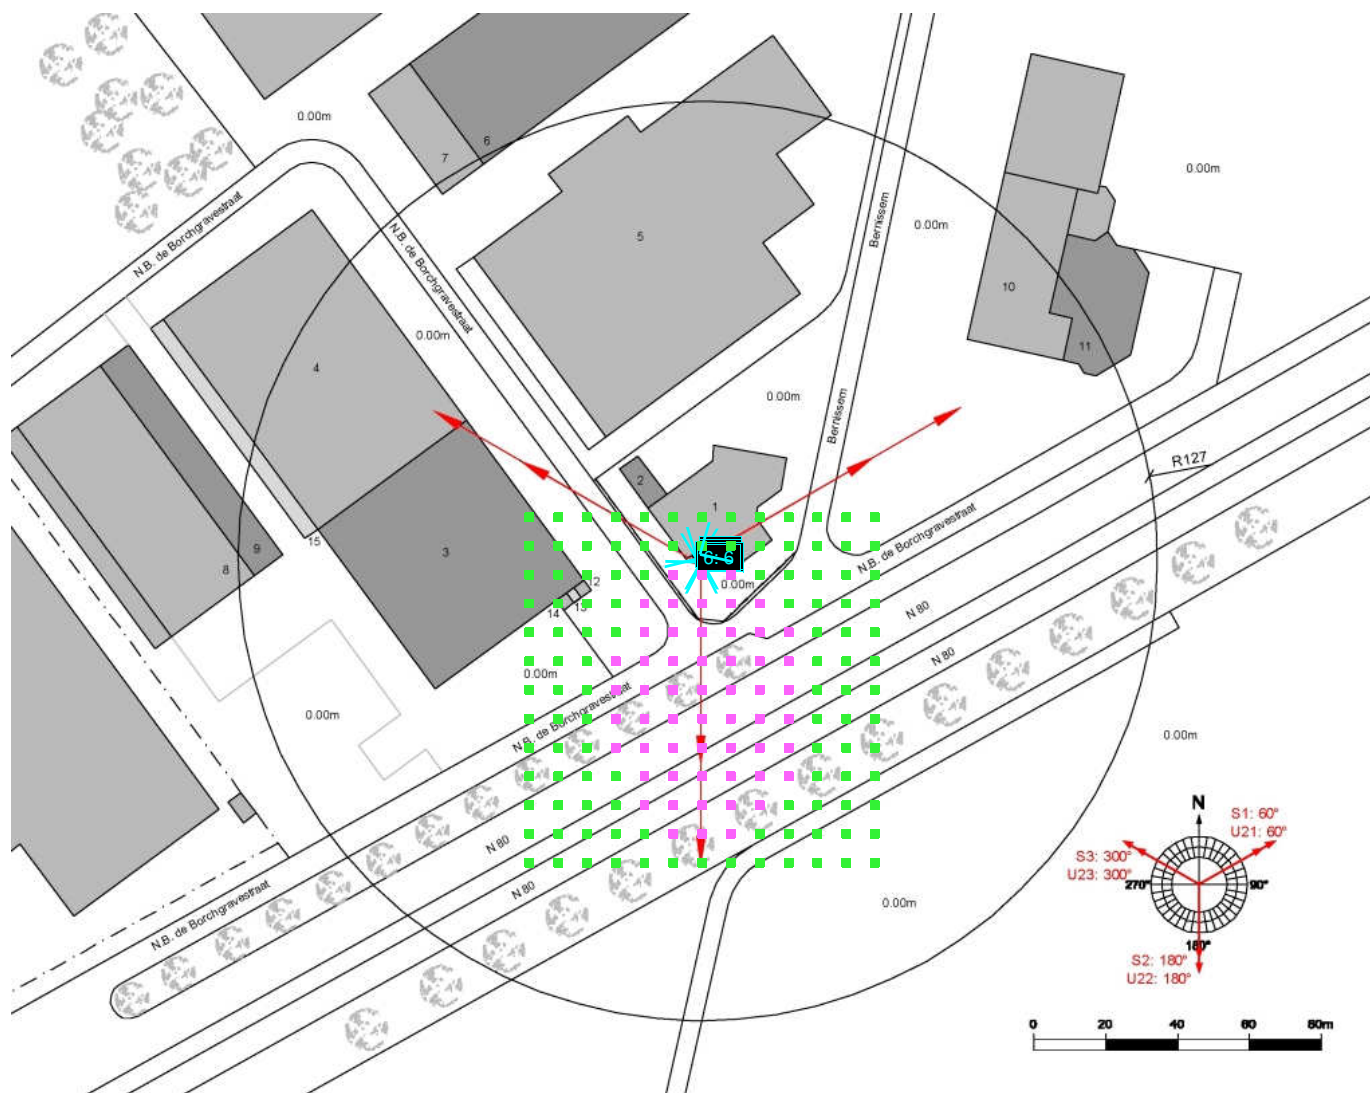 0.00m
7
6
0.00m
N.B. de Borchgravestraat
N.B. de Borchgravestraat
Bernissem
0.00m
5
10
0.00m
4
11
0.00m
Bernissem
R127
2
1
N.B. de Borchgravestraat
9
8
15
3
12
13
14
0.00m
N 80
N 80
0.00m
N.B. de Borchgravestraat
0.00m
0.00m
N
S1: 60°
U21: 60°
S3: 300°
U23: 300°
270°
90°
180°
S2: 180°
U22: 180°
N 80
N 80
N.B. de Borchgravestraat
0.00m
0 20 40 60 80m